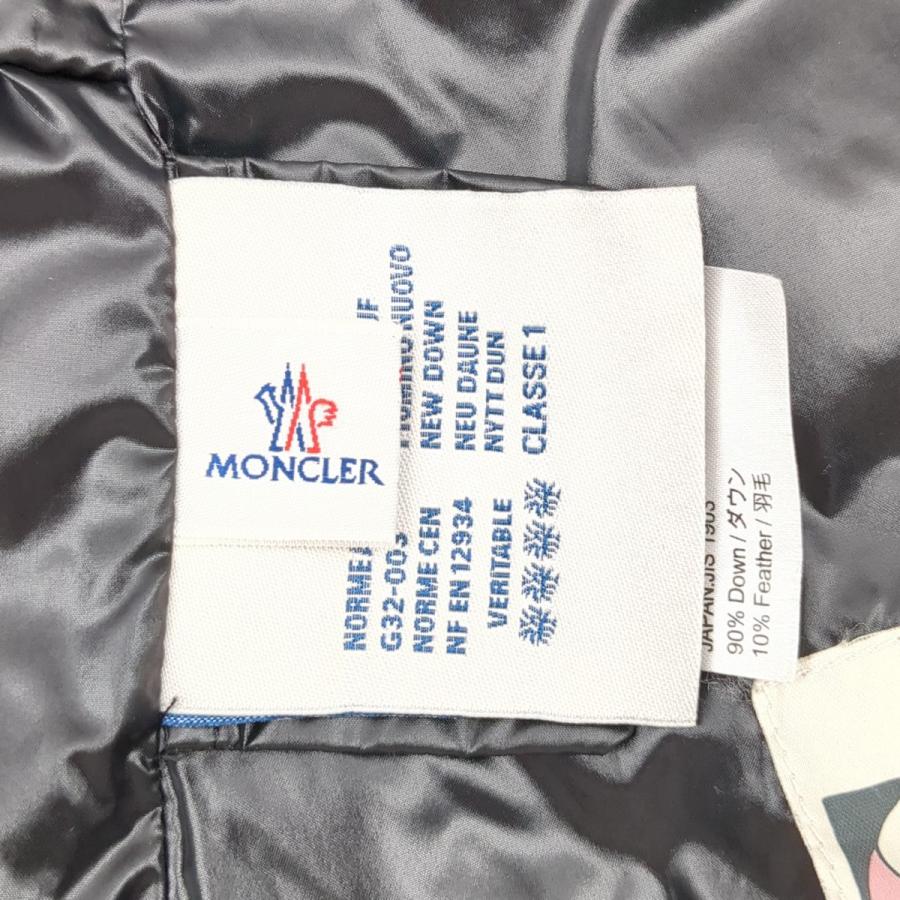 MONCLER
G32-003
NORME CEN
NF EN 12934
VERITABLE
NUOVO
NEW DOWN
NEU DAUNE
NYTT DUN
CLASSE 1
90% Down / ダウン
10% Feather / 羽毛